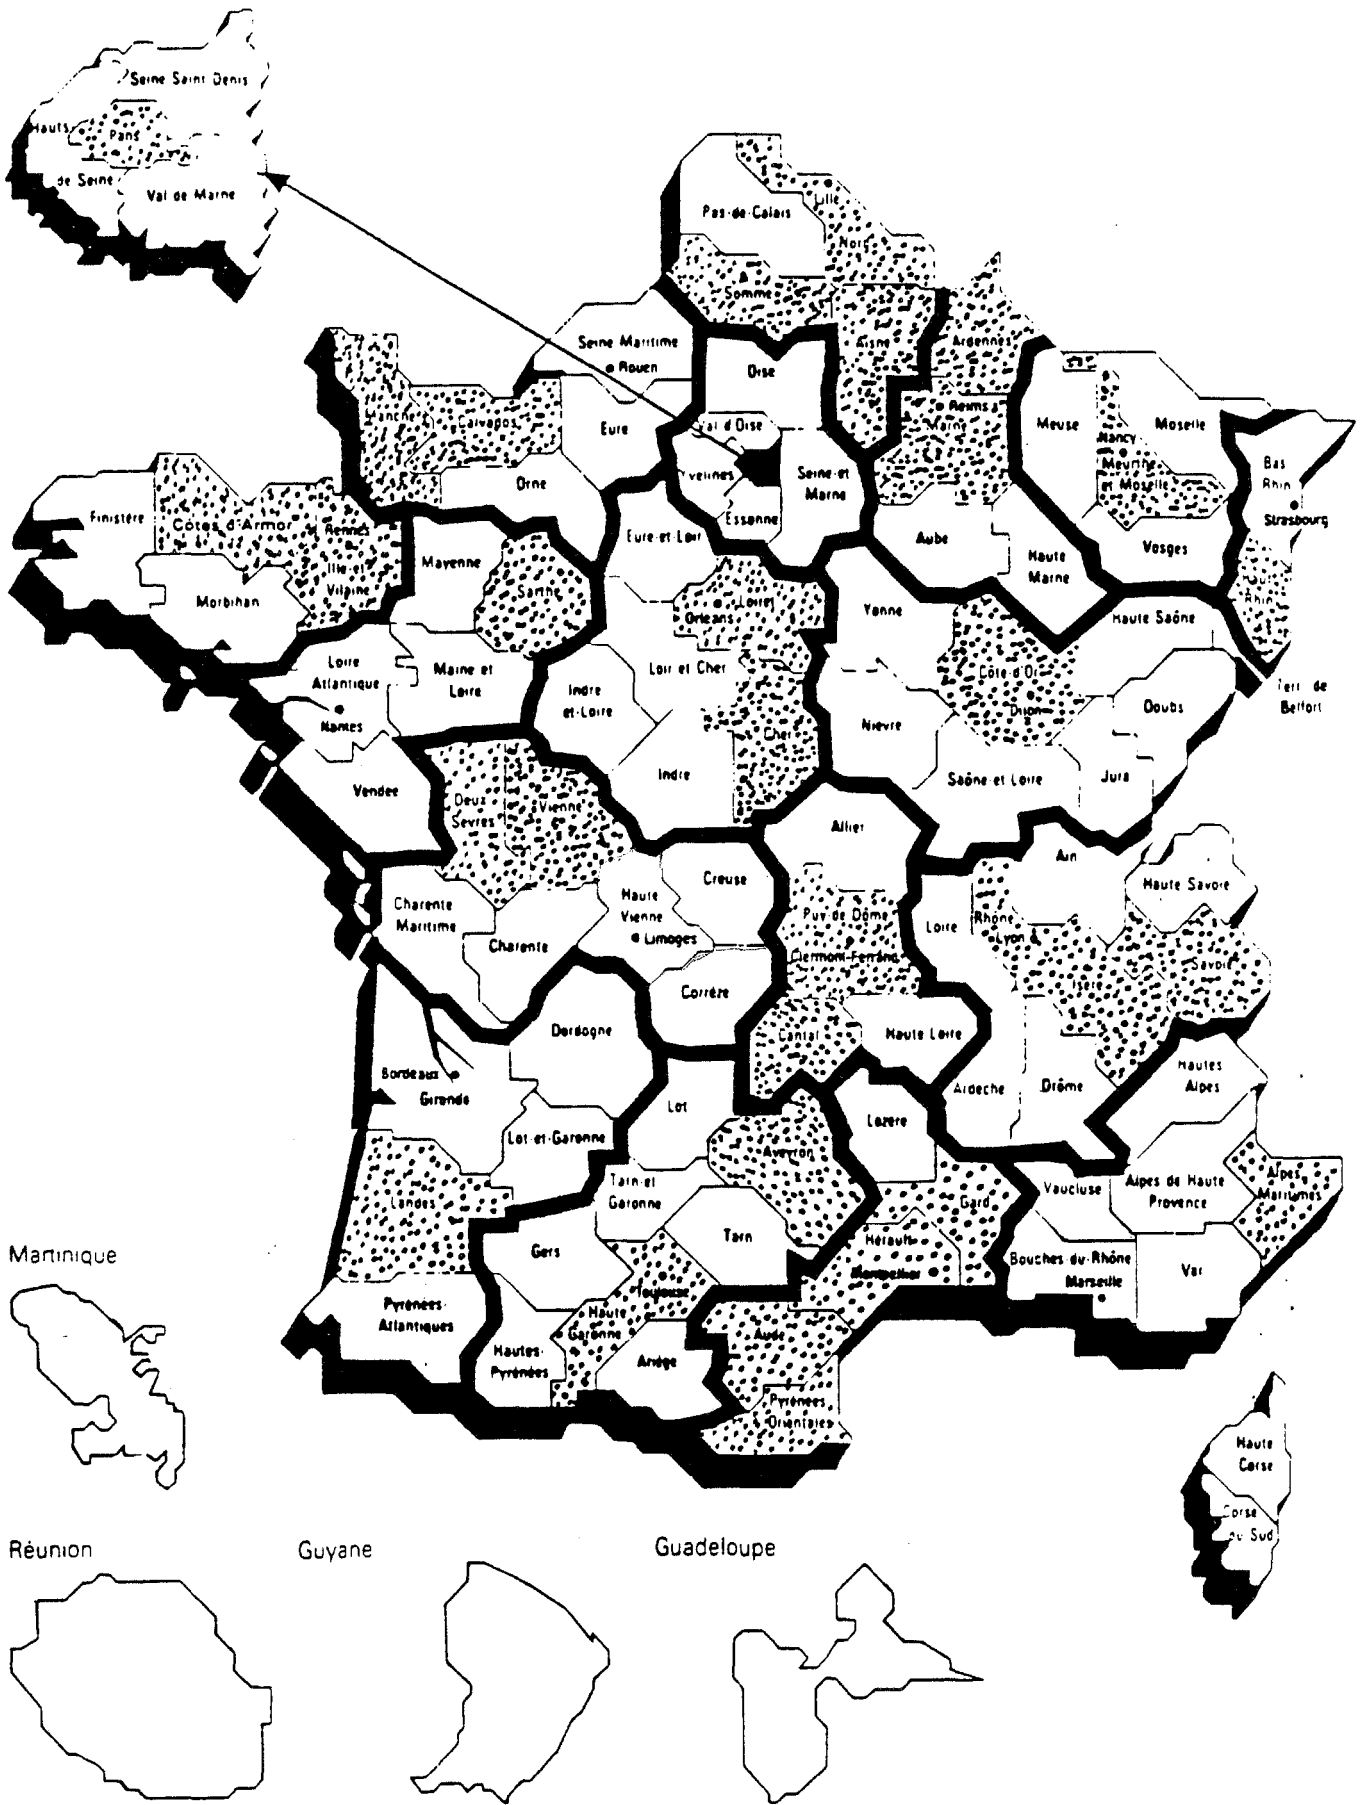 Seine Saint Denis
Hauts
Paris
de Seine
Val de Marne
Pas-de-Calais
Lille
Nord
Somme
Seine Maritime
Rouen
Oise
Aisne
Ardennes
Manche
Calvados
Eure
Val d'Oise
Reims
Marne
Meuse
Moselle
Nancy
Meurthe
et Moselle
Bas
Rhin
Strasbourg
Orne
Yvelines
Seine-et
Marne
Essonne
Finistère
Côtes d'Armor
Rennes
Ille-et
Vilaine
Morbihan
Mayenne
Sarthe
Eure-et-Loir
Aube
Haute
Marne
Vosges
Haut
Rhin
Orléans
Loiret
Yonne
Haute Saône
Loire
Atlantique
Nantes
Maine et
Loire
Indre
et-Loire
Loir et Cher
Côte-d'Or
Dijon
Terr de
Belfort
Doubs
Cher
Nièvre
Indre
Saône-et Loire
Jura
Vendée
Deux
Sèvres
Vienne
Allier
Ain
Haute Savoie
Charente
Maritime
Charente
Haute
Vienne
Limoges
Creuse
Puy-de Dôme
Clermont-Ferrand
Loire
Rhône
Lyon
Savoie
Isère
Corrèze
Dordogne
Cantal
Haute Loire
Bordeaux
Gironde
Ardèche
Drôme
Hautes
Alpes
Lot
Lozère
Lot-et-Garonne
Aveyron
Landes
Tarn-et
Garonne
Gard
Vaucluse
Alpes de Haute
Provence
Alpes
Maritimes
Gers
Tarn
Hérault
Montpellier
Bouches-du-Rhône
Marseille
Var
Martinique
Pyrénées-
Atlantiques
Toulouse
Haute
Garonne
Hautes-
Pyrénées
Ariège
Aude
Pyrénées
Orientales
Haute
Corse
Corse
du Sud
Réunion
Guyane
Guadeloupe